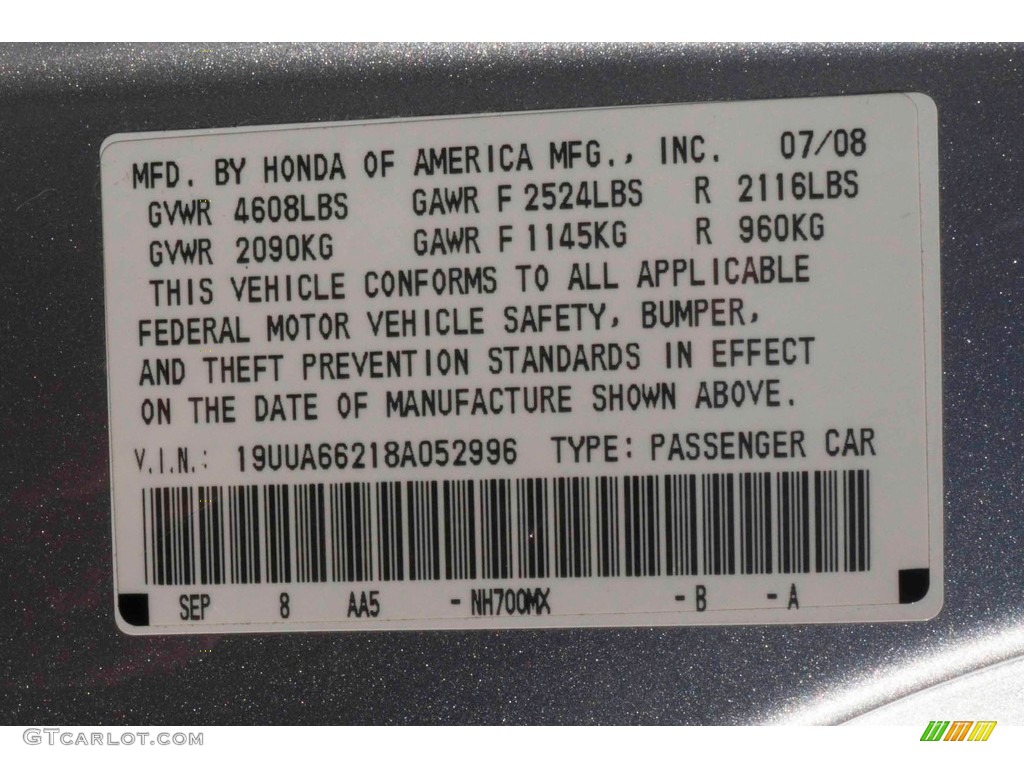 MFD. BY HONDA OF AMERICA MFG., INC. 07/08
GVWR 4608LBS GAWR F 2524LBS R 2116LBS
GVWR 2090KG GAWR F 1145KG R 960KG
THIS VEHICLE CONFORMS TO ALL APPLICABLE
FEDERAL MOTOR VEHICLE SAFETY, BUMPER,
AND THEFT PREVENTION STANDARDS IN EFFECT
ON THE DATE OF MANUFACTURE SHOWN ABOVE.
V.I.N.: 19UUA66218A052996 TYPE: PASSENGER CAR
SEP 8 AA5 - NH700MX - B - A
GTCARLOT.COM